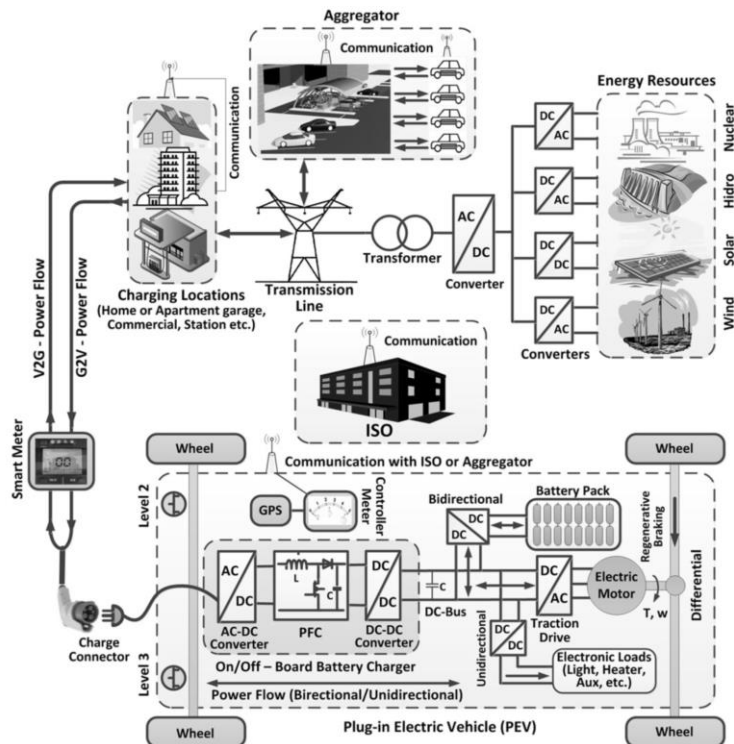 Aggregator
Communication
Energy Resources
Communication
DC
AC
Nuclear
DC
AC
Hidro
AC
DC
DC
AC
Solar
Transformer
Converter
Charging Locations
(Home or Apartment garage,
Commercial, Station etc.)
Transmission
Line
DC
AC
Wind
Converters
V2G - Power Flow
G2V - Power Flow
Communication
ISO
Smart Meter
00
Wheel
Wheel
Communication with ISO or Aggregator
Level 2
GPS
Controller
Meter
Bidirectional
DC
DC
Battery Pack
Regenerative
Braking
AC
DC
L
C
DC
DC
C
DC
AC
Electric
Motor
T, w
Differential
AC-DC
Converter
PFC
DC-DC
Converter
DC-Bus
Traction
Drive
Charge
Connector
Unidirectional
DC
DC
On/Off – Board Battery Charger
Electronic Loads
(Light, Heater,
Aux, etc.)
Level 3
Power Flow (Birectional/Unidirectional)
Wheel
Plug-in Electric Vehicle (PEV)
Wheel